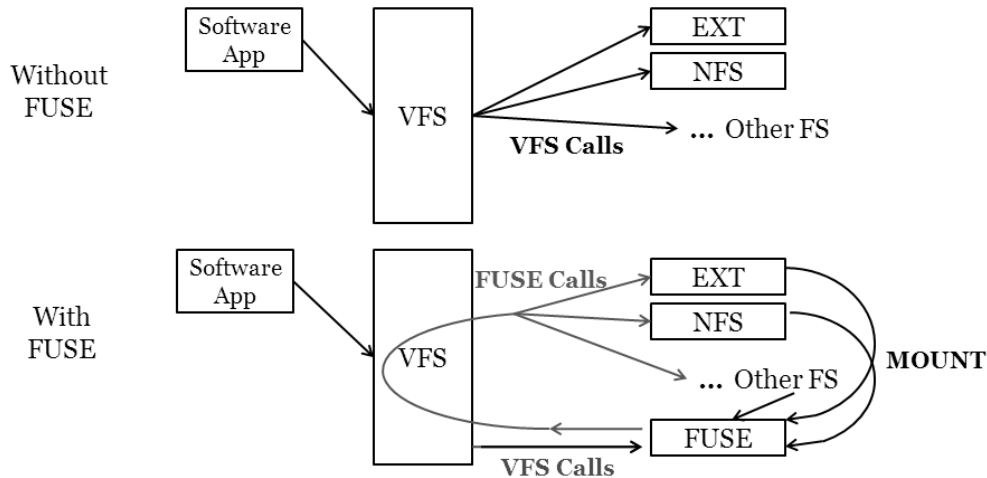 Software
App
EXT
Without
FUSE
VFS
NFS
VFS Calls
... Other FS
Software
App
FUSE Calls
EXT
With
FUSE
VFS
NFS
MOUNT
... Other FS
FUSE
VFS Calls